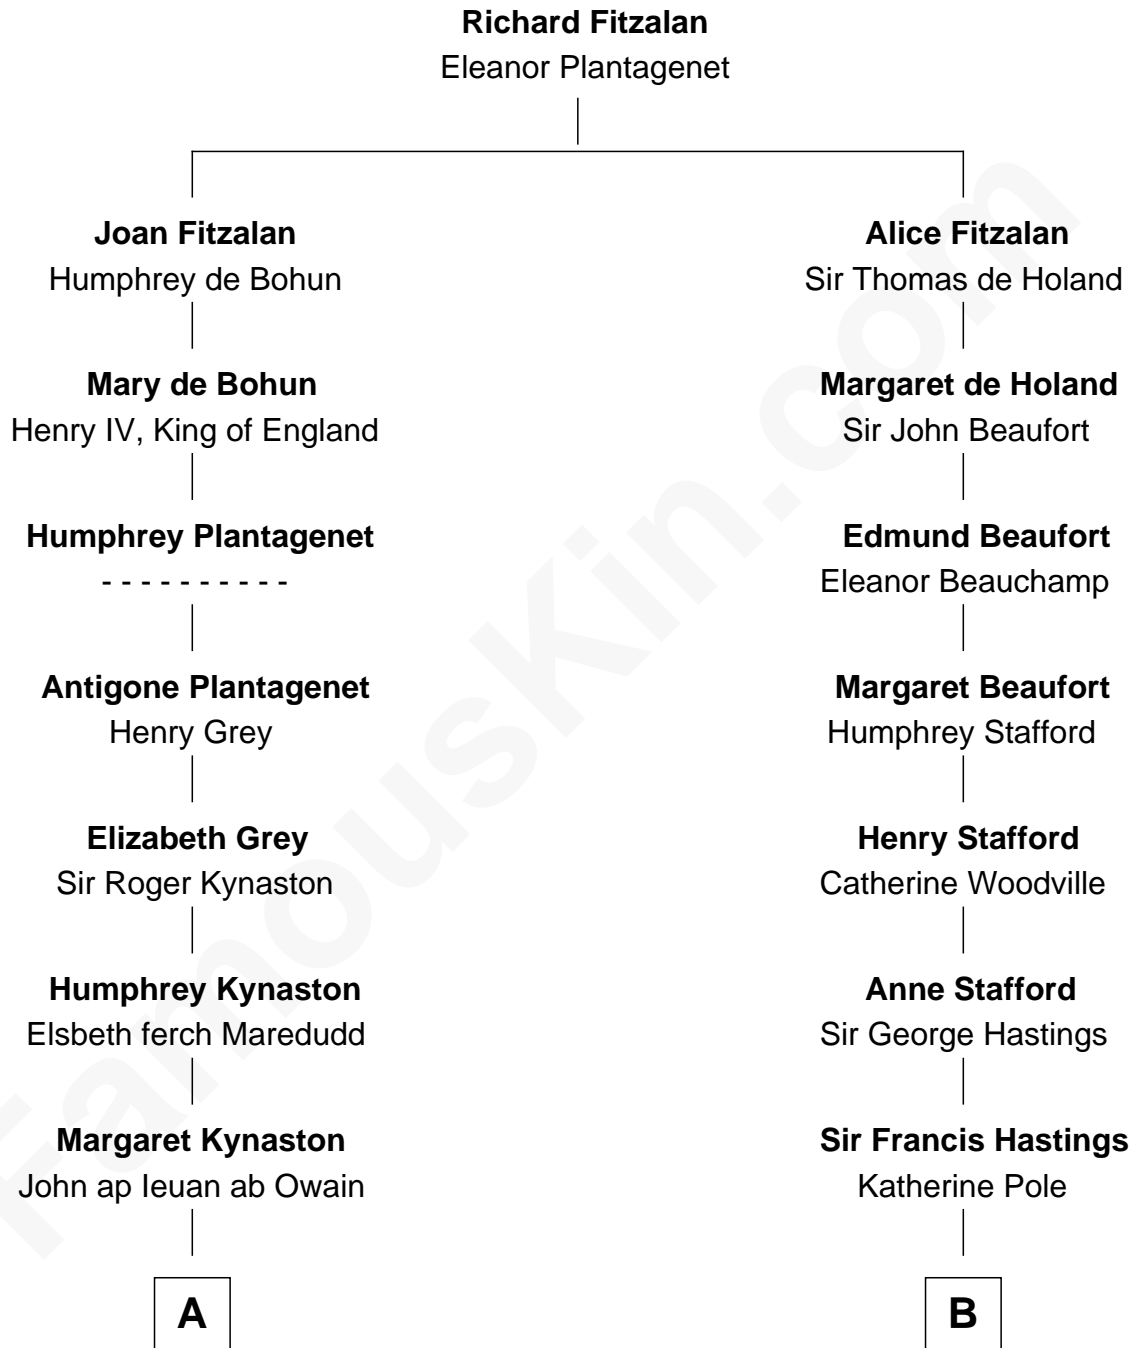 Richard Fitzalan
Eleanor Plantagenet
Joan Fitzalan
Humphrey de Bohun
Alice Fitzalan
Sir Thomas de Holand
Mary de Bohun
Henry IV, King of England
Margaret de Holand
Sir John Beaufort
Humphrey Plantagenet
- - - - - - - - - -
Edmund Beaufort
Eleanor Beauchamp
Antigone Plantagenet
Henry Grey
Margaret Beaufort
Humphrey Stafford
Elizabeth Grey
Sir Roger Kynaston
Henry Stafford
Catherine Woodville
Humphrey Kynaston
Elsbeth ferch Maredudd
Anne Stafford
Sir George Hastings
Margaret Kynaston
John ap Ieuan ab Owain
Sir Francis Hastings
Katherine Pole
A
B
FamousKin.com